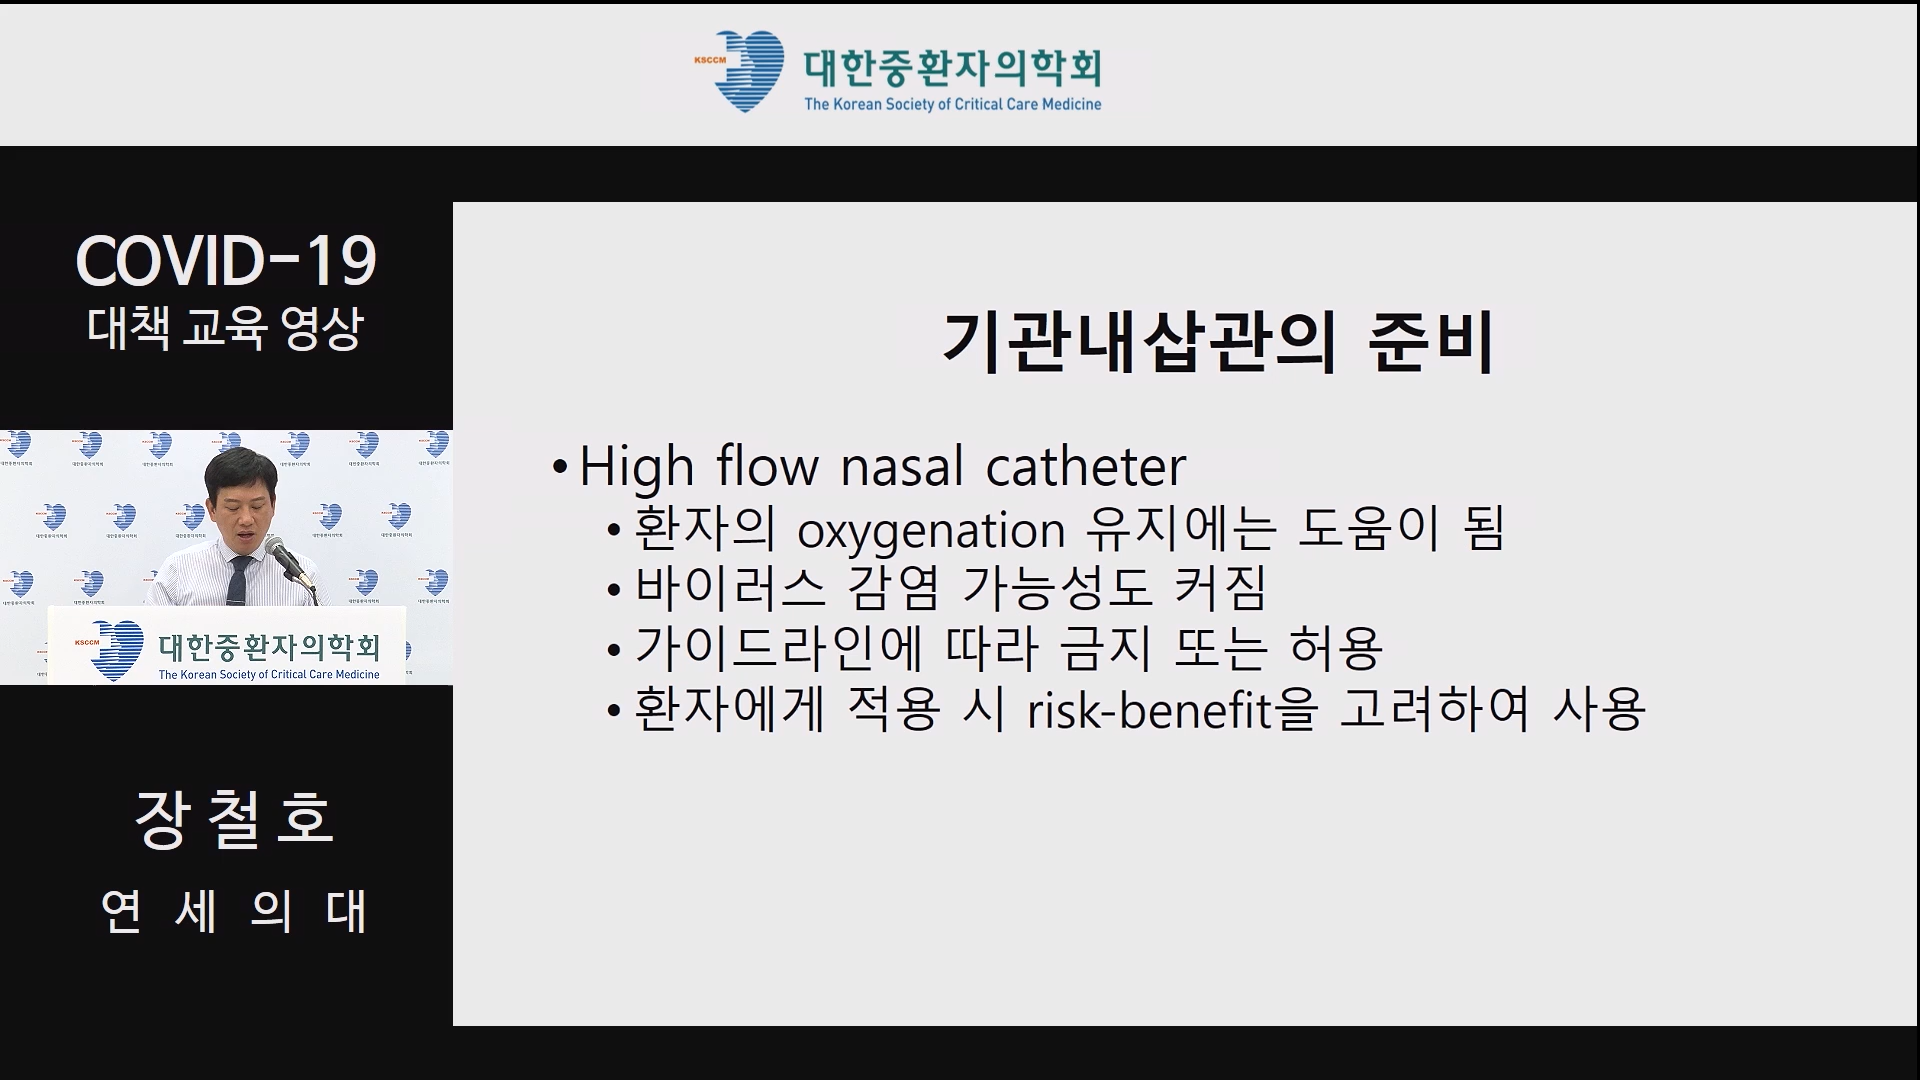 KSCCM
대한중환자의학회
The Korean Society of Critical Care Medicine
COVID-19
대책 교육 영상
기관내삽관의 준비
• High flow nasal catheter
• 환자의 oxygenation 유지에는 도움이 됨
• 바이러스 감염 가능성도 커짐
• 가이드라인에 따라 금지 또는 허용
• 환자에게 적용 시 risk-benefit을 고려하여 사용
KSCCM
대한중환자의학회
The Korean Society of Critical Care Medicine
장철호
연 세 의 대